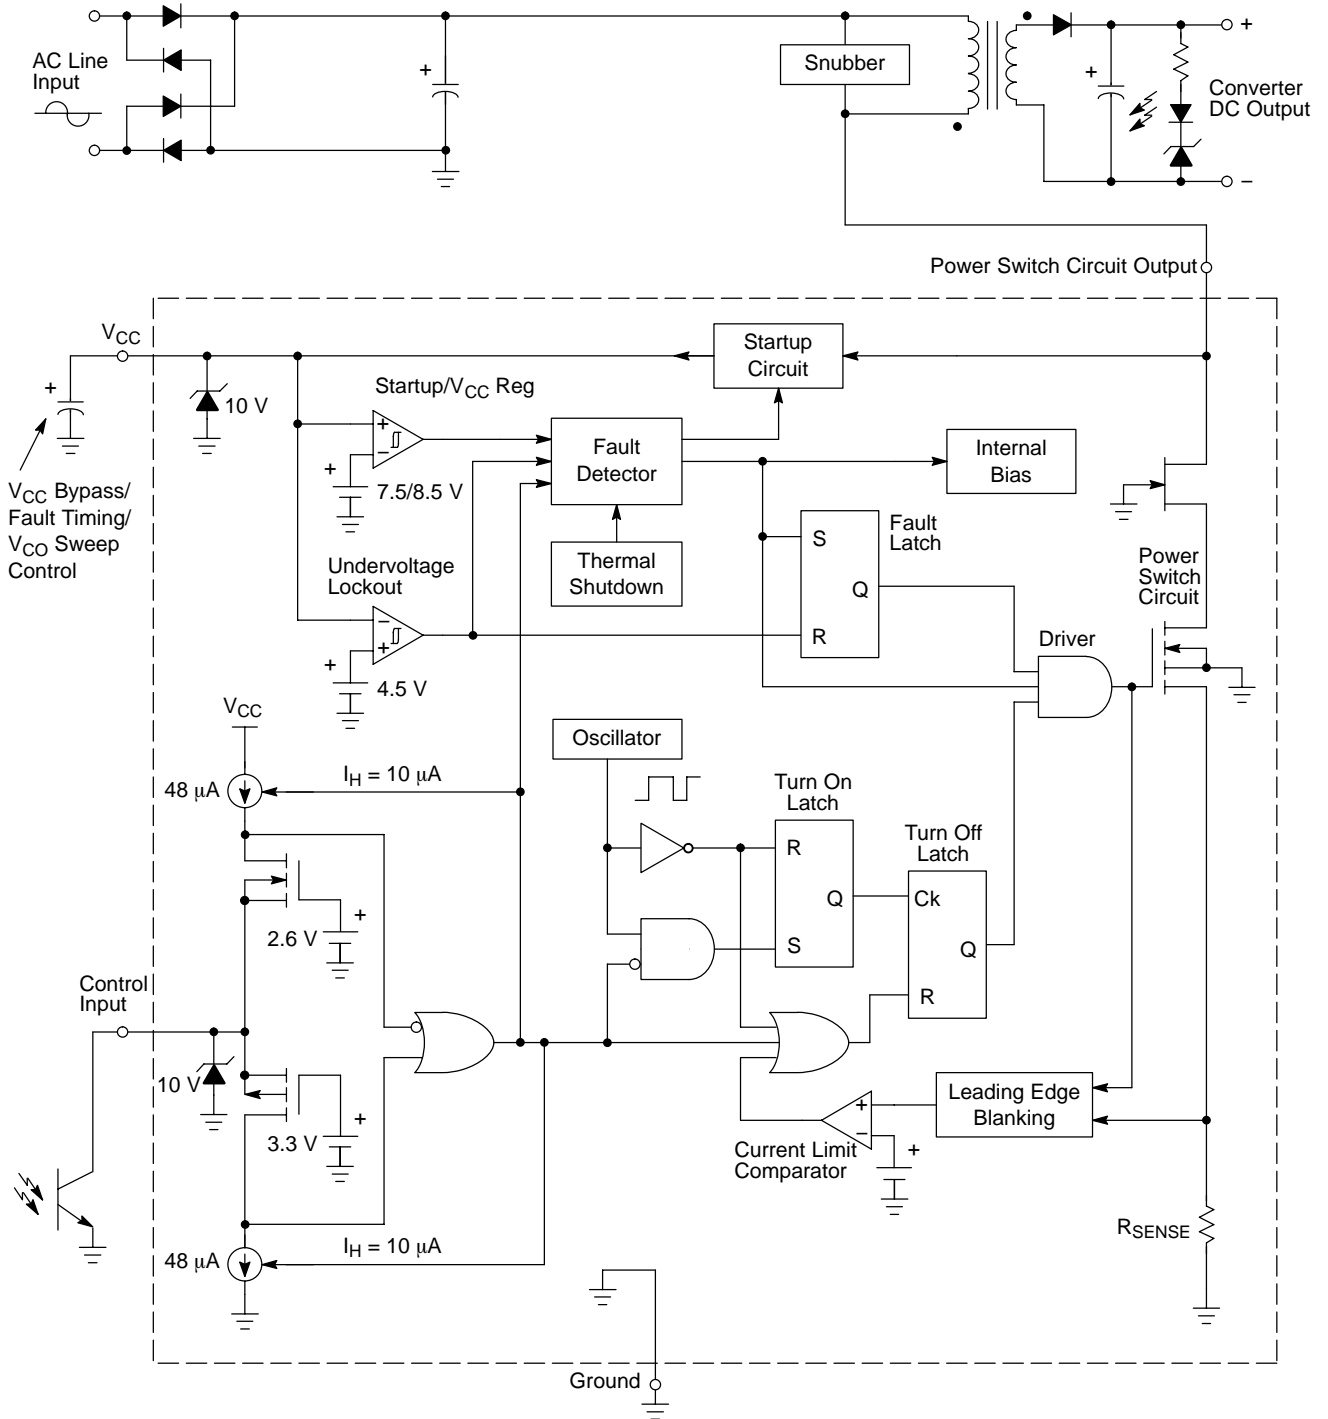 AC Line
Input
+
Snubber
+
+
Converter
DC Output
−
Power Switch Circuit Output
VCC
Startup
Circuit
+
Startup/VCC Reg
10 V
+
−
+
7.5/8.5 V
Fault
Detector
Internal
Bias
VCC Bypass/
Fault Timing/
VCO Sweep
Control
Undervoltage
Lockout
Thermal
Shutdown
S
Q
R
Fault
Latch
Power
Switch
Circuit
−
+
+
4.5 V
Driver
VCC
Oscillator
48 μA
IH = 10 μA
Turn On
Latch
R
Q
S
Turn Off
Latch
Ck
Q
R
+
2.6 V
Control
Input
10 V
+
3.3 V
Leading Edge
Blanking
+
−
+
Current Limit
Comparator
RSENSE
48 μA
IH = 10 μA
Ground